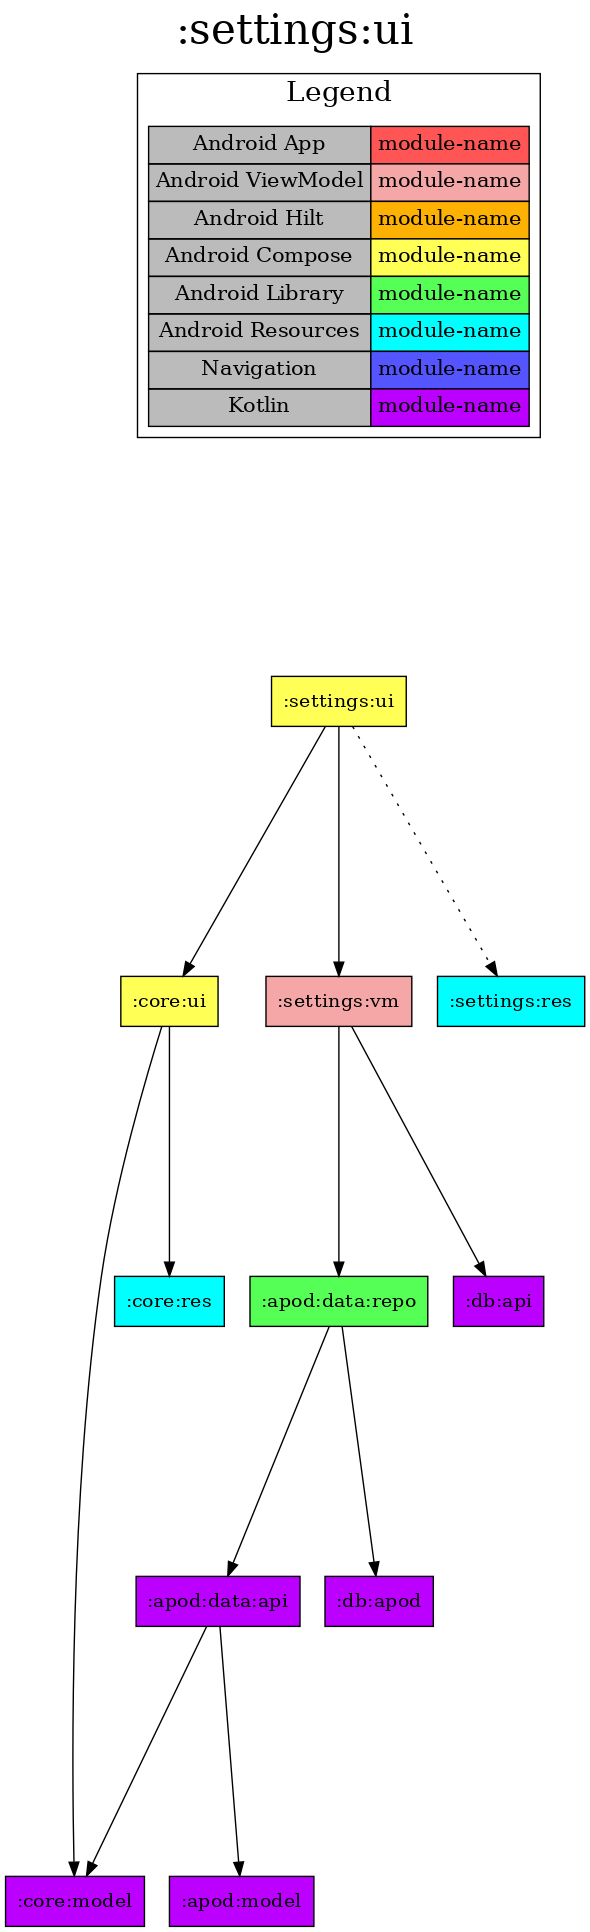 :settings:ui
Legend
Android App module-name
Android ViewModel module-name
Android Hilt module-name
Android Compose module-name
Android Library module-name
Android Resources module-name
Navigation module-name
Kotlin module-name
:settings:ui
:core:ui :settings:vm :settings:res
:core:res :apod:data:repo :db:api
:apod:data:api :db:apod
:core:model :apod:model